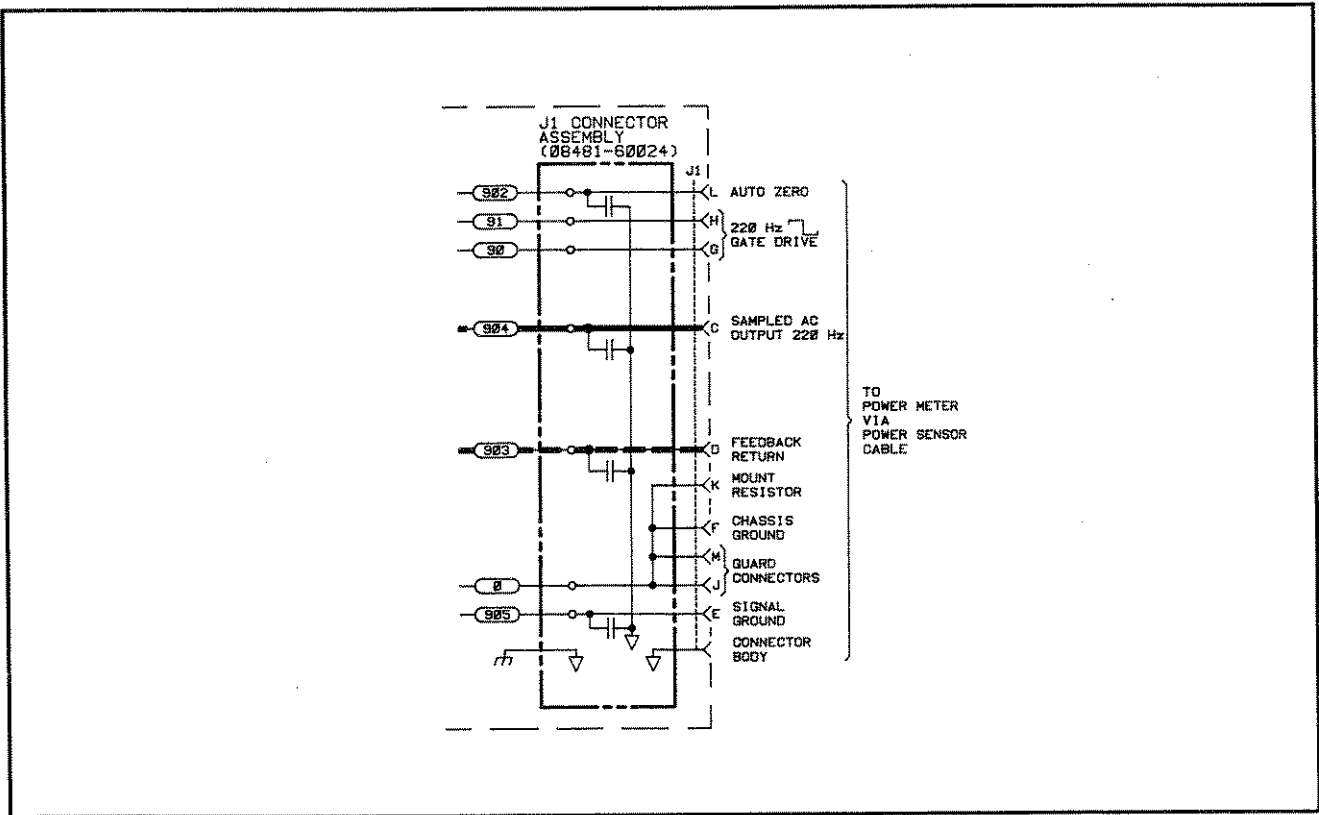 J1 CONNECTOR
ASSEMBLY
(08481-60024)
J1
902
L AUTO ZERO
91
H
220 Hz
GATE DRIVE
90
G
904
C SAMPLED AC
OUTPUT 220 Hz
TO
POWER METER
VIA
POWER SENSOR
CABLE
903
D FEEDBACK
RETURN
K MOUNT
RESISTOR
F CHASSIS
GROUND
M
GUARD
CONNECTORS
0
J
905
E SIGNAL
GROUND
CONNECTOR
BODY